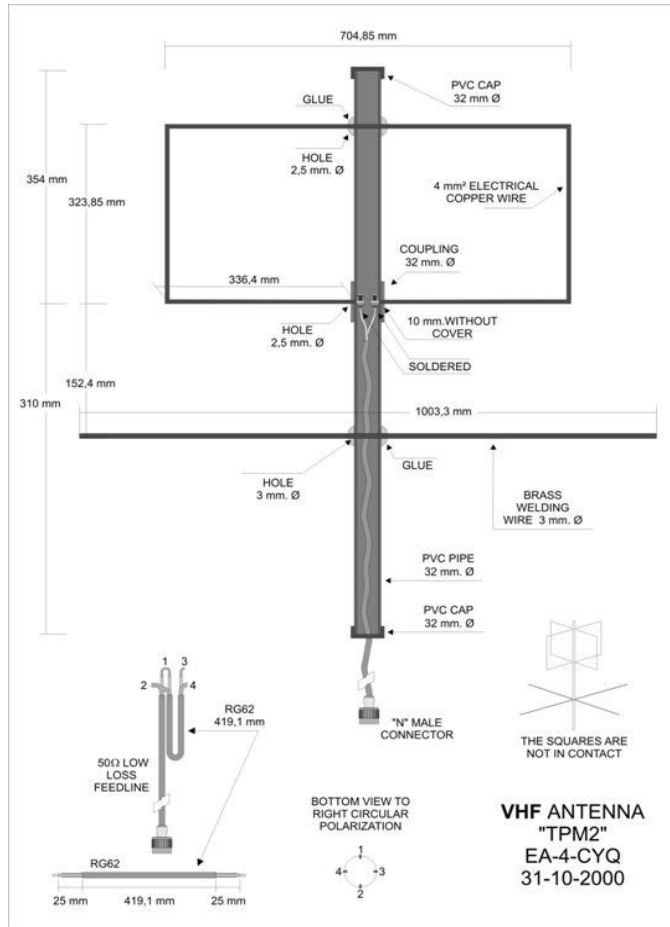 704,85 mm
PVC CAP
32 mm Ø
GLUE
HOLE
2,5 mm. Ø
354 mm
323,85 mm
4 mm² ELECTRICAL
COPPER WIRE
COUPLING
32 mm. Ø
336,4 mm
HOLE
2,5 mm. Ø
10 mm.WITHOUT
COVER
SOLDERED
152,4 mm
310 mm
1003,3 mm
HOLE
3 mm. Ø
GLUE
BRASS
WELDING
WIRE 3 mm. Ø
PVC PIPE
32 mm. Ø
PVC CAP
32 mm. Ø
1 3
2 4
RG62
419,1 mm
"N" MALE
CONNECTOR
THE SQUARES ARE
NOT IN CONTACT
50Ω LOW
LOSS
FEEDLINE
BOTTOM VIEW TO
RIGHT CIRCULAR
POLARIZATION
1
4 3
2
RG62
25 mm 419,1 mm 25 mm
VHF ANTENNA
"TPM2"
EA-4-CYQ
31-10-2000